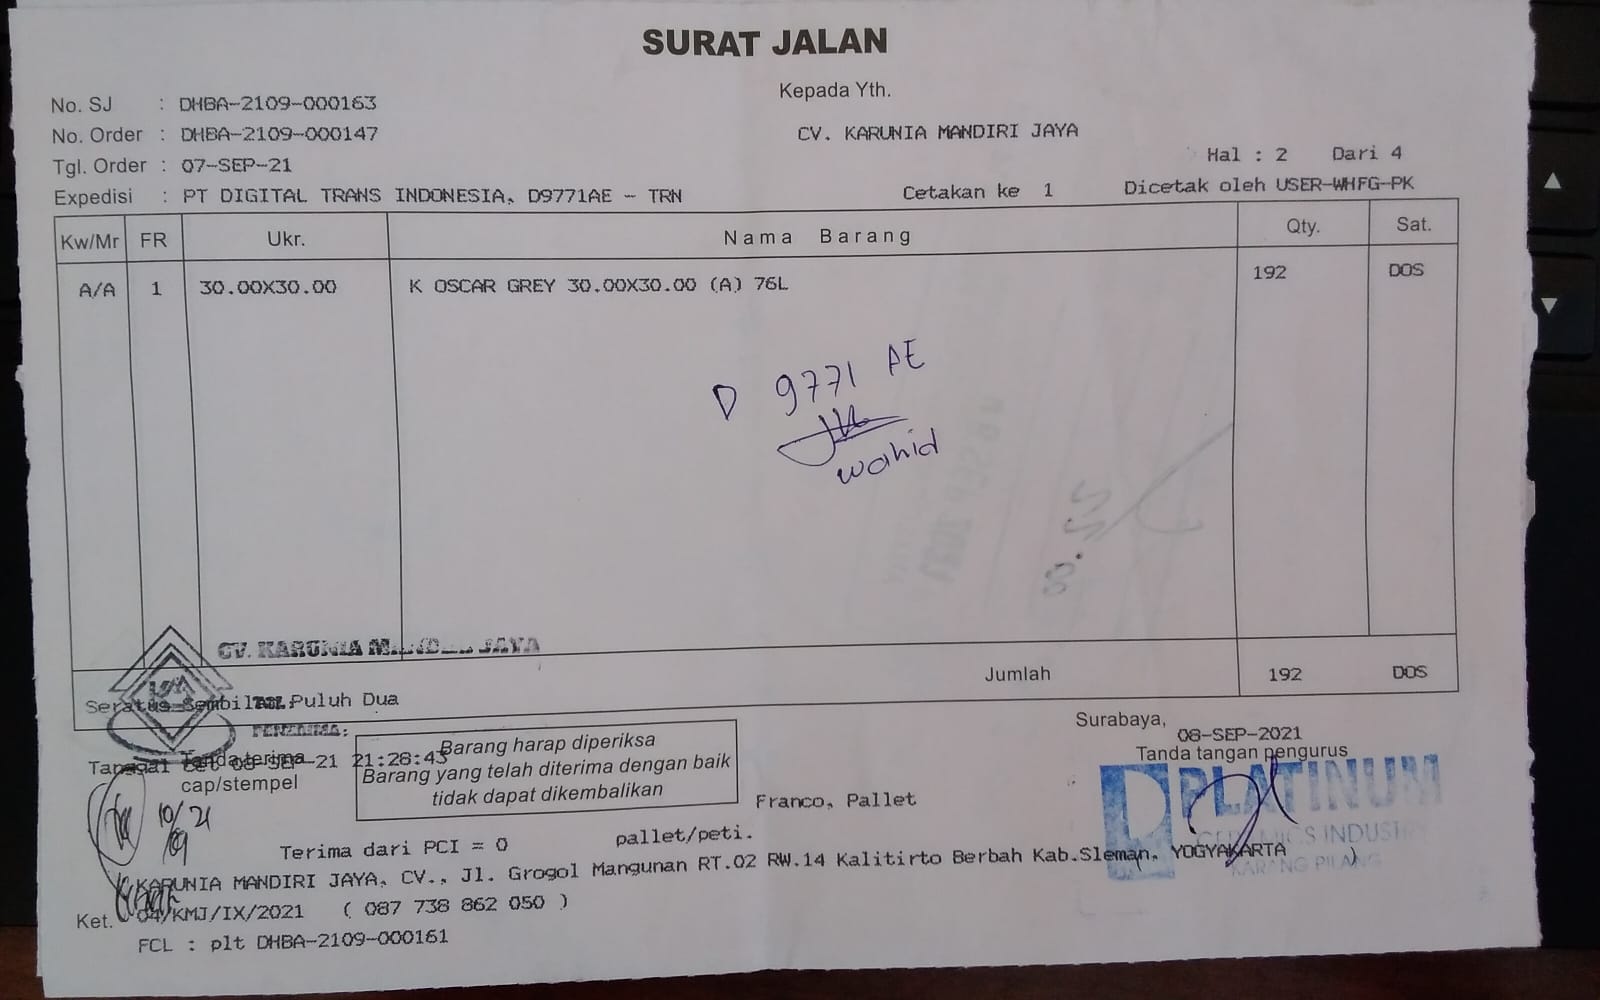 SURAT JALAN
No. SJ : DHBA-2109-000163
Kepada Yth.
No. Order : DHBA-2109-000147
CV. KARUNIA MANDIRI JAYA
Tgl. Order : 07-SEP-21
Hal : 2 Dari 4
Expedisi : PT DIGITAL TRANS INDONESIA, D9771AE - TRN
Cetakan ke 1 Dicetak oleh USER-WHFG-PK
Kw/Mr FR Ukr. Nama Barang Qty. Sat.
A/A 1 30.00X30.00 K OSCAR GREY 30.00X30.00 (A) 76L 192 DOS
D 9771 AE
wahid
CV. KARUNIA JAYA
Jumlah 192 DOS
Seratus Sembilan Puluh Dua
TGL.
PENERIMA:
Surabaya, 08-SEP-2021
Tanda terima
cap/stempel
Tanggal Cet 08-SEP-21 21:28:43
Barang harap diperiksa
Barang yang telah diterima dengan baik
tidak dapat dikembalikan
Tanda tangan pengurus
PLATINUM
CERAMICS INDUSTRY
KARANG PILANG
Franco, Pallet
10/21
09
Terima dari PCI = 0 pallet/peti.
KARUNIA MANDIRI JAYA, CV., Jl. Grogol Mangunan RT.02 RW.14 Kalitirto Berbah Kab.Sleman, YOGYAKARTA )
Ket. 04/KMJ/IX/2021 ( 087 738 862 050 )
FCL : plt DHBA-2109-000161